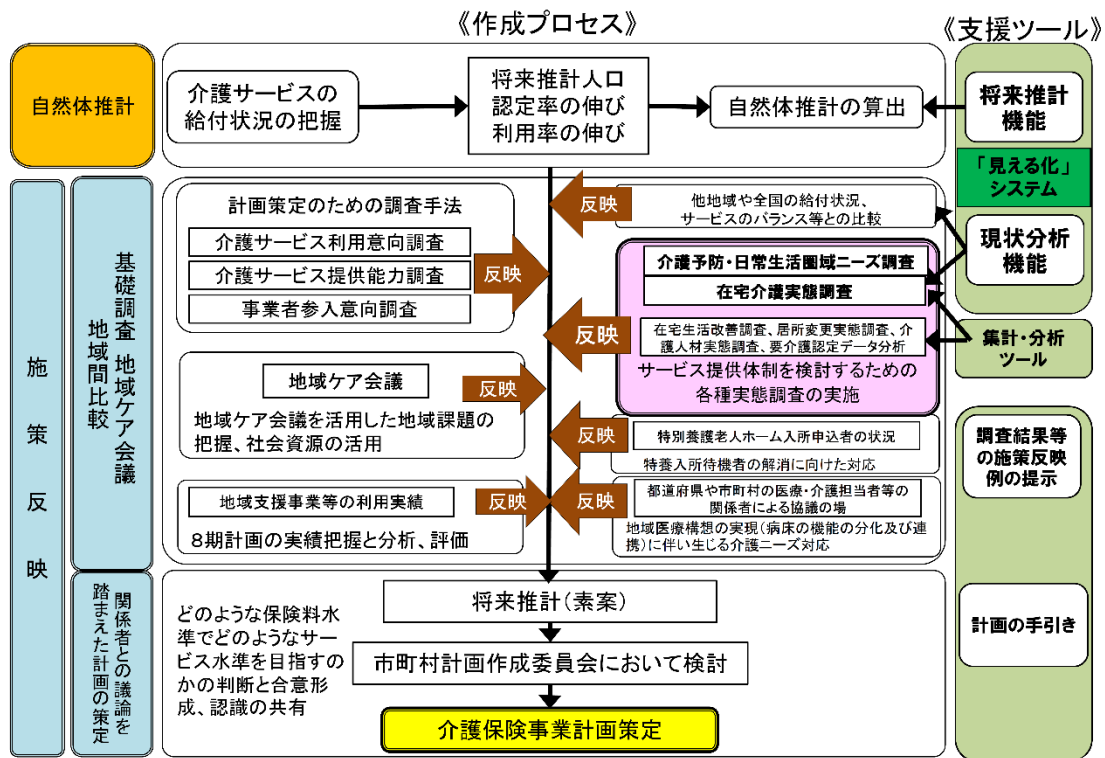 《作成プロセス》
《支援ツール》
自然体推計
介護サービスの
給付状況の把握
将来推計人口
認定率の伸び
利用率の伸び
自然体推計の算出
将来推計
機能
「見える化」
システム
現状分析
機能
集計・分析
ツール
調査結果等
の施策反映
例の提示
計画の手引き
施策反映
基礎調査 地域ケア会議
地域間比較
計画策定のための調査手法
介護サービス利用意向調査
介護サービス提供能力調査
事業者参入意向調査
反映
反映
他地域や全国の給付状況、
サービスのバランス等との比較
介護予防・日常生活圏域ニーズ調査
在宅介護実態調査
反映
在宅生活改善調査、居所変更実態調査、介
護人材実態調査、要介護認定データ分析
サービス提供体制を検討するための
各種実態調査の実施
地域ケア会議
反映
地域ケア会議を活用した地域課題の
把握、社会資源の活用
反映
特別養護老人ホーム入所申込者の状況
特養入所待機者の解消に向けた対応
地域支援事業等の利用実績
反映
8期計画の実績把握と分析、評価
反映
都道府県や市町村の医療・介護担当者等の
関係者による協議の場
地域医療構想の実現(病床の機能の分化及び連
携)に伴い生じる介護ニーズ対応
関係者との議論を
踏まえた計画の策定
どのような保険料水
準でどのようなサー
ビス水準を目指すの
かの判断と合意形
成、認識の共有
将来推計(素案)
市町村計画作成委員会において検討
介護保険事業計画策定